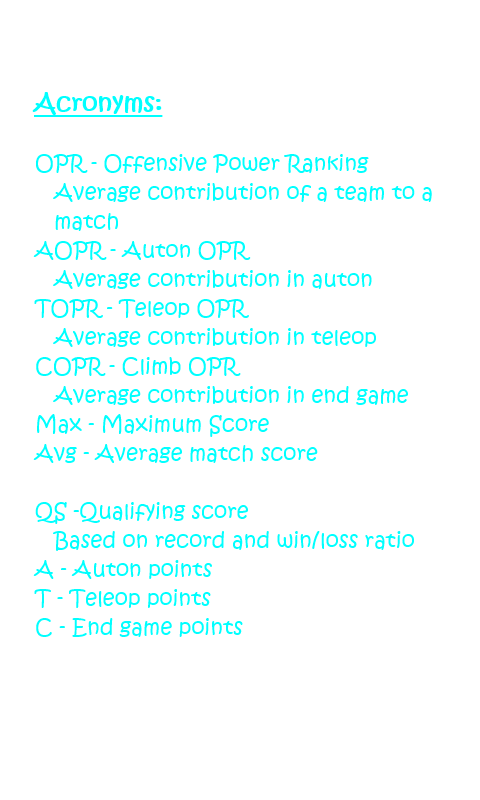 Acronyms:
OPR - Offensive Power Ranking
Average contribution of a team to a
match
AOPR - Auton OPR
Average contribution in auton
TOPR - Teleop OPR
Average contribution in teleop
COPR - Climb OPR
Average contribution in end game
Max - Maximum Score
Avg - Average match score
QS -Qualifying score
Based on record and win/loss ratio
A - Auton points
T - Teleop points
C - End game points